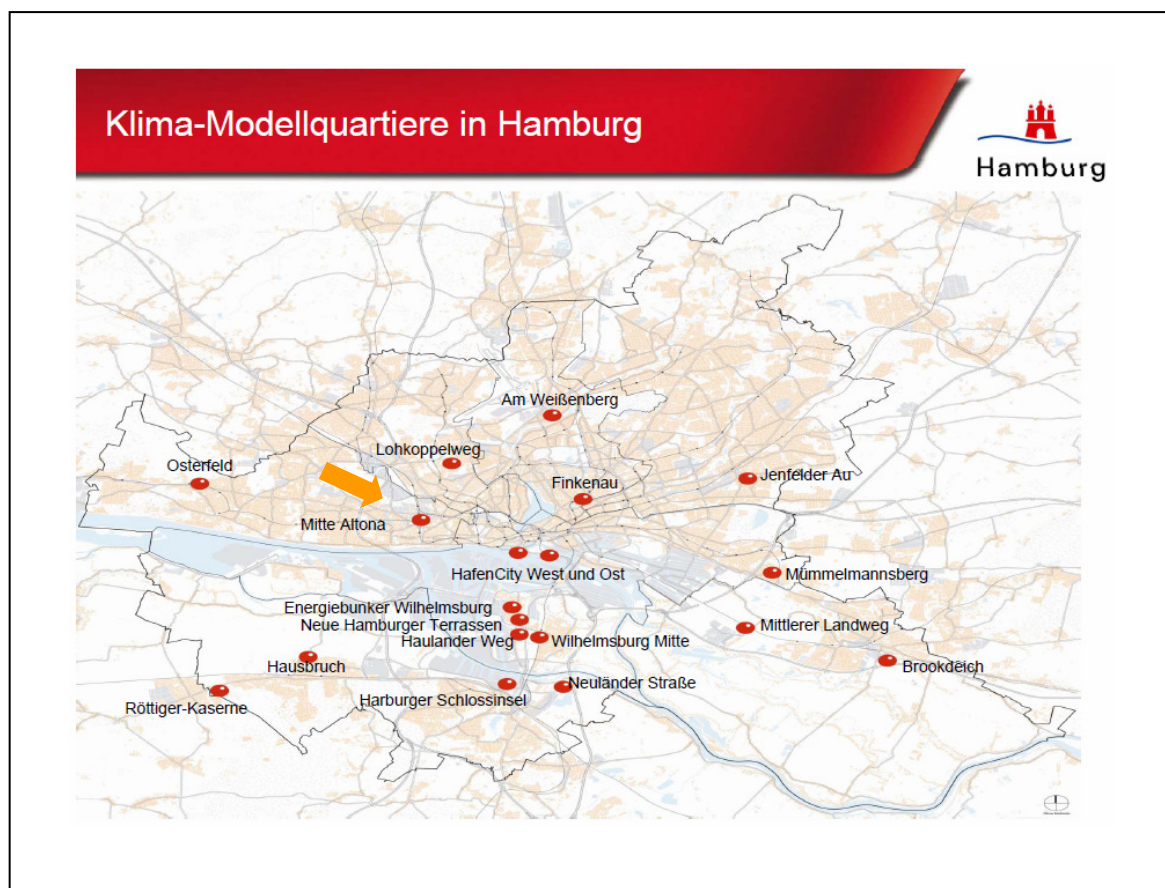 Klima-Modellquartiere in Hamburg
Hamburg
Am Weißenberg
Lohkoppelweg
Osterfeld
Finkenau
Jenfelder Au
Mitte Altona
HafenCity West und Ost
Mümmelmannsberg
Energiebunker Wilhelmsburg
Neue Hamburger Terrassen
Haulander Weg
Wilhelmsburg Mitte
Mittlerer Landweg
Hausbruch
Brookdeich
Neuländer Straße
Harburger Schlossinsel
Röttiger-Kaserne